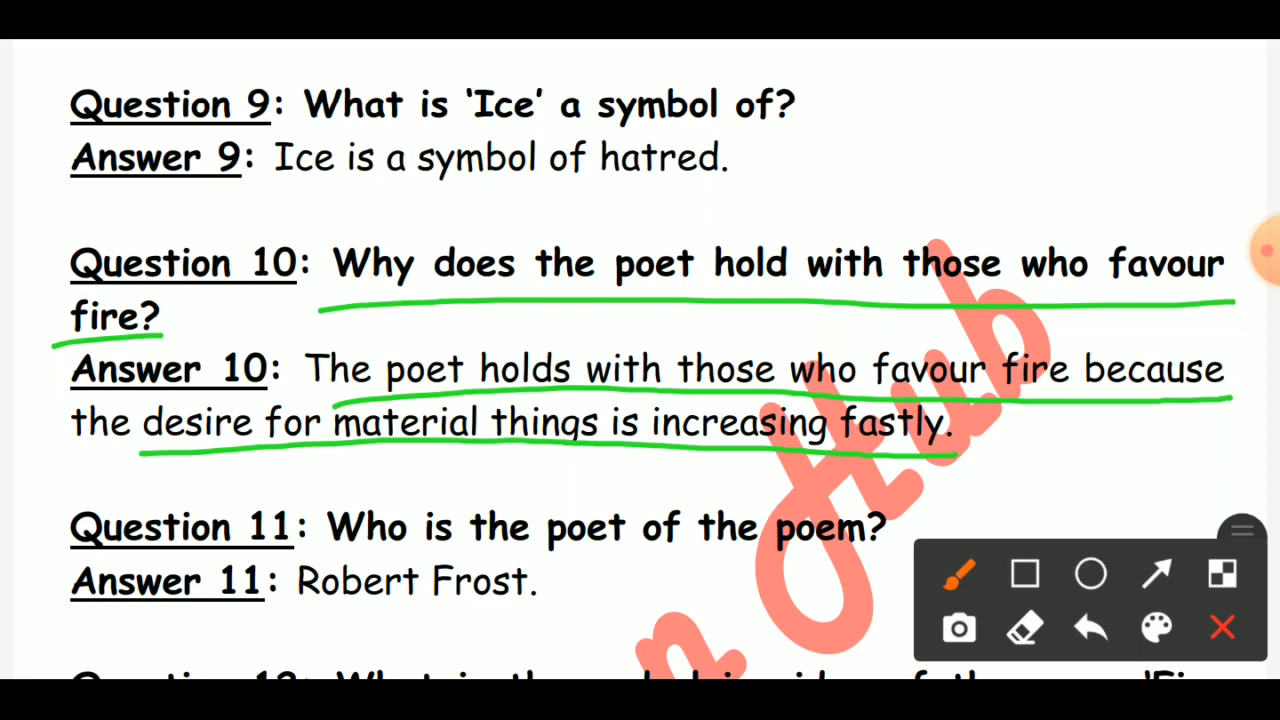 Question 9: What is ‘Ice’ a symbol of?
Answer 9: Ice is a symbol of hatred.
Question 10: Why does the poet hold with those who favour
fire?
Answer 10: The poet holds with those who favour fire because
the desire for material things is increasing fastly.
Question 11: Who is the poet of the poem?
Answer 11: Robert Frost.
n Hub